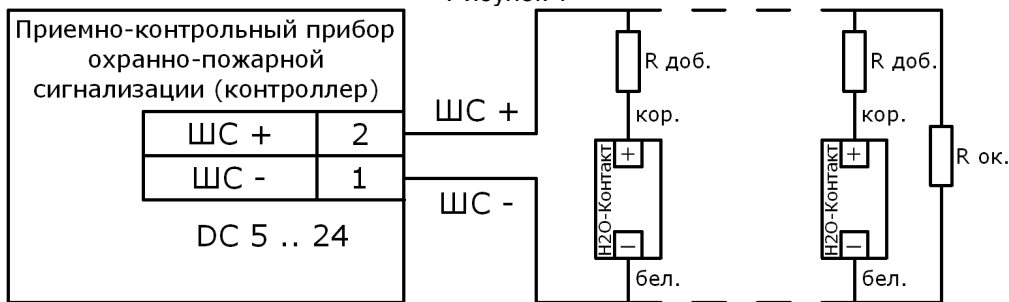 Приемно-контрольный прибор
охранно-пожарной
сигнализации (контроллер)
ШС + 2
ШС - 1
DC 5 .. 24
ШС +
ШС -
R доб.
кор.
+
H2O-Контакт
−
бел.
R доб.
кор.
+
H2O-Контакт
−
бел.
R ок.